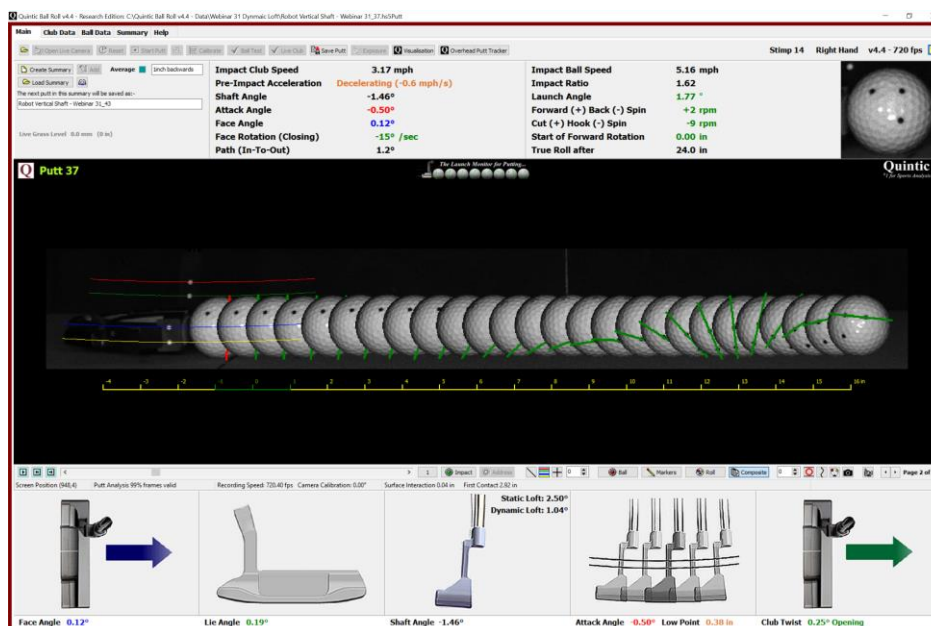 Quintic Ball Roll v4.4 - Research Edition: C:\Quintic Ball Roll v4.4 - Data\Webinar 31 Dynmaic Loft\Robot Vertical Shaft - Webinar 31_37.hsSPutt
Main Club Data Ball Data Summary Help
Open Live Camera Reset Start Putt Calibrate Ball Test Live Club Save Putt Exposure Visualisation Overhead Putt Tracker Stimp 14 Right Hand v4.4 - 720 fps
Create Summary Add Average 1inch backwards
Load Summary
The next putt in this summary will be saved as:-
Robot Vertical Shaft - Webinar 31_43
Live Grass Level 0.0 mm (0 in)
Impact Club Speed 3.17 mph
Pre-Impact Acceleration Decelerating (-0.6 mph/s)
Shaft Angle -1.46°
Attack Angle -0.50°
Face Angle 0.12°
Face Rotation (Closing) -15° /sec
Path (In-To-Out) 1.2°
Impact Ball Speed 5.16 mph
Impact Ratio 1.62
Launch Angle 1.77 °
Forward (+) Back (-) Spin +2 rpm
Cut (+) Hook (-) Spin -9 rpm
Start of Forward Rotation 0.00 in
True Roll after 24.0 in
Q Putt 37
The Launch Monitor for Putting...
Quintic
-4 -3 -2 -1 0 1 2 3 4 5 6 7 8 9 10 11 12 13 14 15 16 in
1 Impact Address 0 Ball Markers Roll Composite 0 Page 2 of
Screen Position (948,4) Putt Analysis 99% frames valid Recording Speed: 720.40 fps Camera Calibration: 0.00° Surface Interaction 0.04 in First Contact 2.82 in
Static Loft: 2.50°
Dynamic Loft: 1.04°
Face Angle 0.12° Lie Angle 0.19° Shaft Angle -1.46° Attack Angle -0.50° Low Point 0.38 in Club Twist 0.25° Opening